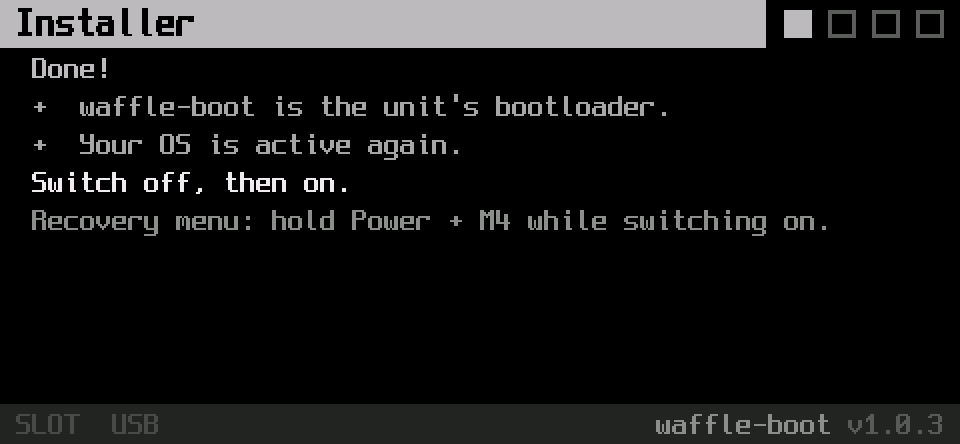 Installer
Done!
+ waffle-boot is the unit's bootloader.
+ Your OS is active again.
Switch off, then on.
Recovery menu: hold Power + M4 while switching on.
SLOT USB waffle-boot v1.0.3